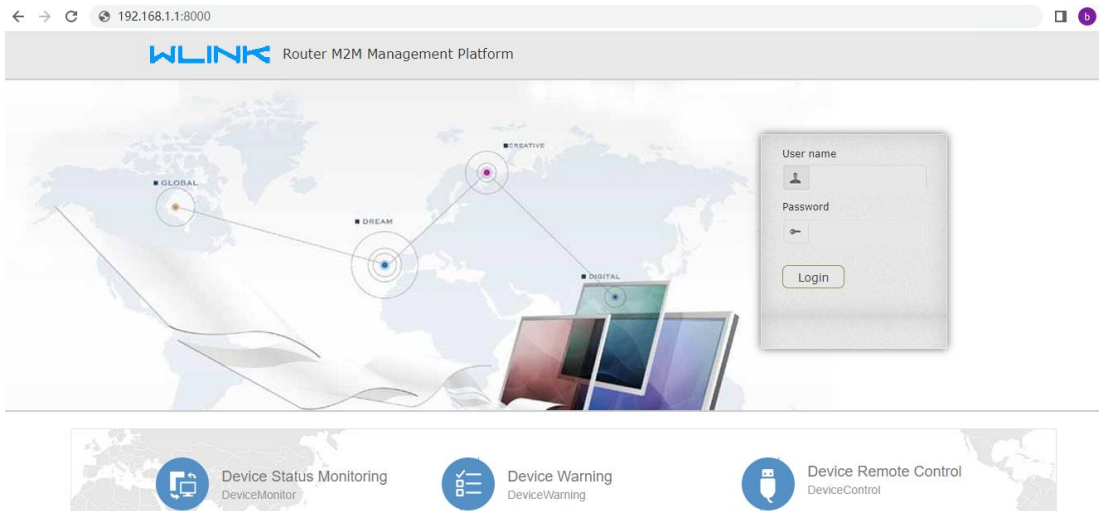 192.168.1.1:8000
b
WLINK Router M2M Management Platform
CREATIVE
GLOBAL
DREAM
DIGITAL
User name
Password
Login
Device Status Monitoring
DeviceMonitor
Device Warning
DeviceWarning
Device Remote Control
DeviceControl